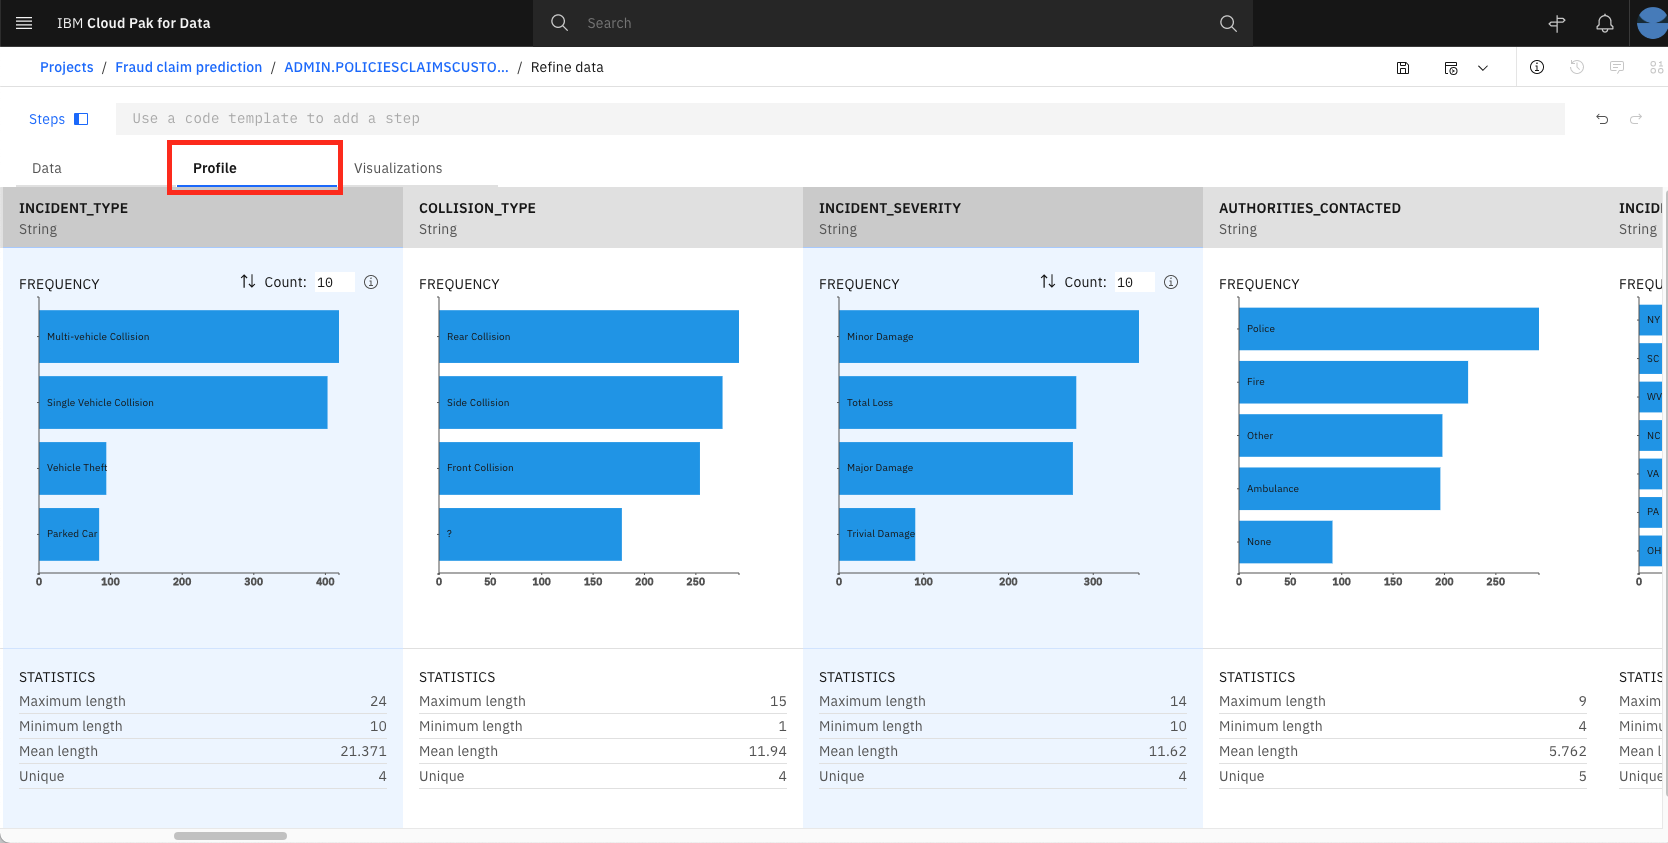 IBM Cloud Pak for Data
Search
Projects / Fraud claim prediction / ADMIN.POLICIESCLAIMSCUSTO... / Refine data
Steps
Use a code template to add a step
Data
Profile
Visualizations
INCIDENT_TYPE
String
FREQUENCY
Count: 10
Multi-vehicle Collision
Single Vehicle Collision
Vehicle Theft
Parked Car
0 100 200 300 400
STATISTICS
Maximum length 24
Minimum length 10
Mean length 21.371
Unique 4
COLLISION_TYPE
String
FREQUENCY
Rear Collision
Side Collision
Front Collision
?
0 50 100 150 200 250
STATISTICS
Maximum length 15
Minimum length 1
Mean length 11.94
Unique 4
INCIDENT_SEVERITY
String
FREQUENCY
Count: 10
Minor Damage
Total Loss
Major Damage
Trivial Damage
0 100 200 300
STATISTICS
Maximum length 14
Minimum length 10
Mean length 11.62
Unique 4
AUTHORITIES_CONTACTED
String
FREQUENCY
Police
Fire
Other
Ambulance
None
0 50 100 150 200 250
STATISTICS
Maximum length 9
Minimum length 4
Mean length 5.762
Unique 5
INCID
String
FREQU
NY
SC
WV
NC
VA
PA
OH
0
STATIS
Maxim
Minimu
Mean l
Unique